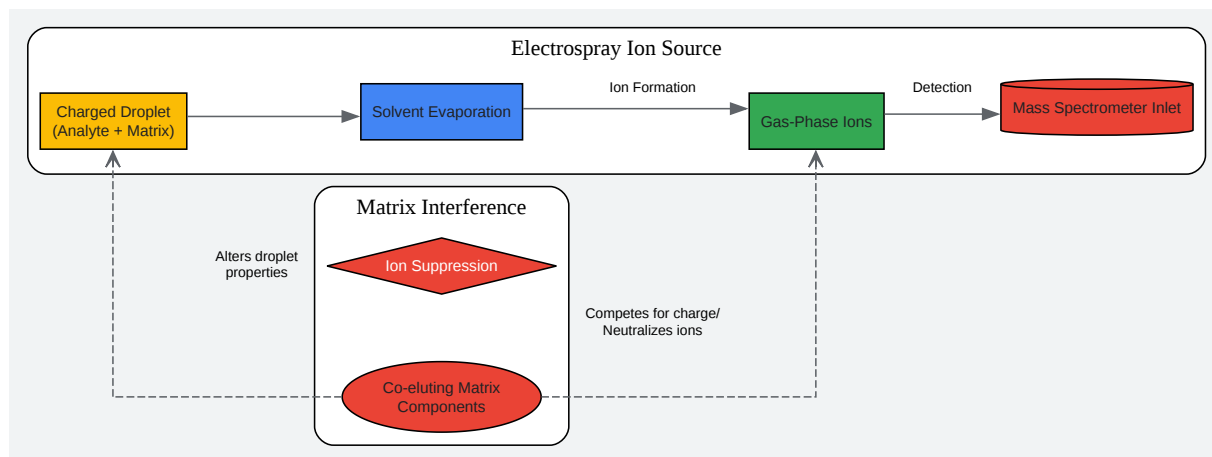 Electrospray Ion Source
Charged Droplet
(Analyte + Matrix)
Solvent Evaporation
Ion Formation
Gas-Phase Ions
Detection
Mass Spectrometer Inlet
Matrix Interference
Ion Suppression
Alters droplet
properties
Competes for charge/
Neutralizes ions
Co-eluting Matrix
Components